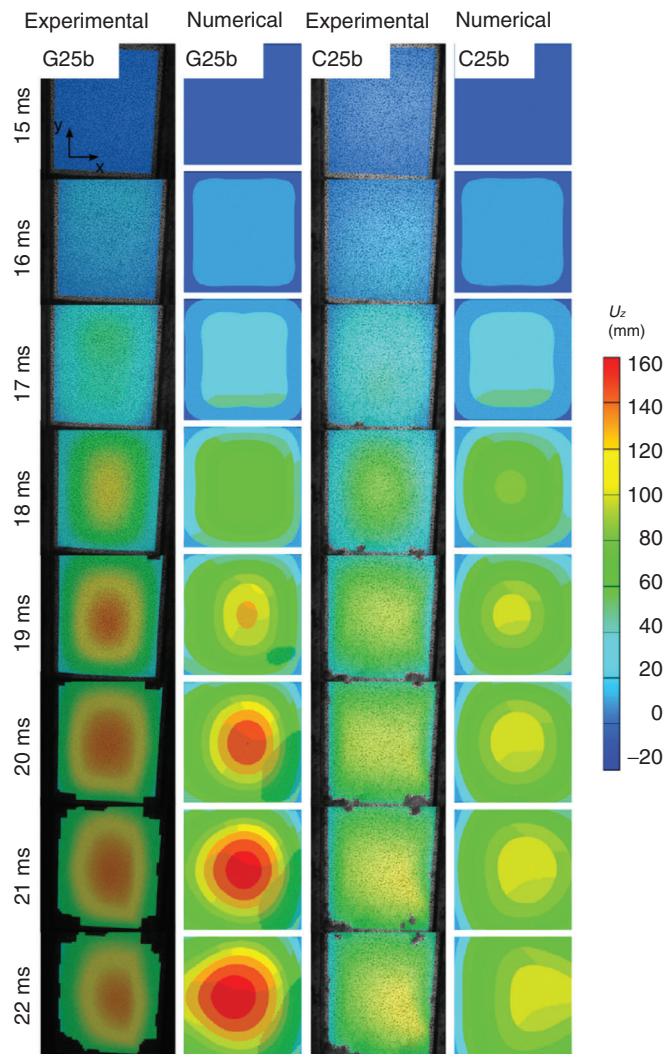 Experimental Numerical Experimental Numerical
G25b G25b C25b C25b
15 ms
y
x
16 ms
17 ms
18 ms
19 ms
20 ms
21 ms
22 ms
Uz
(mm)
160
140
120
100
80
60
40
20
0
−20